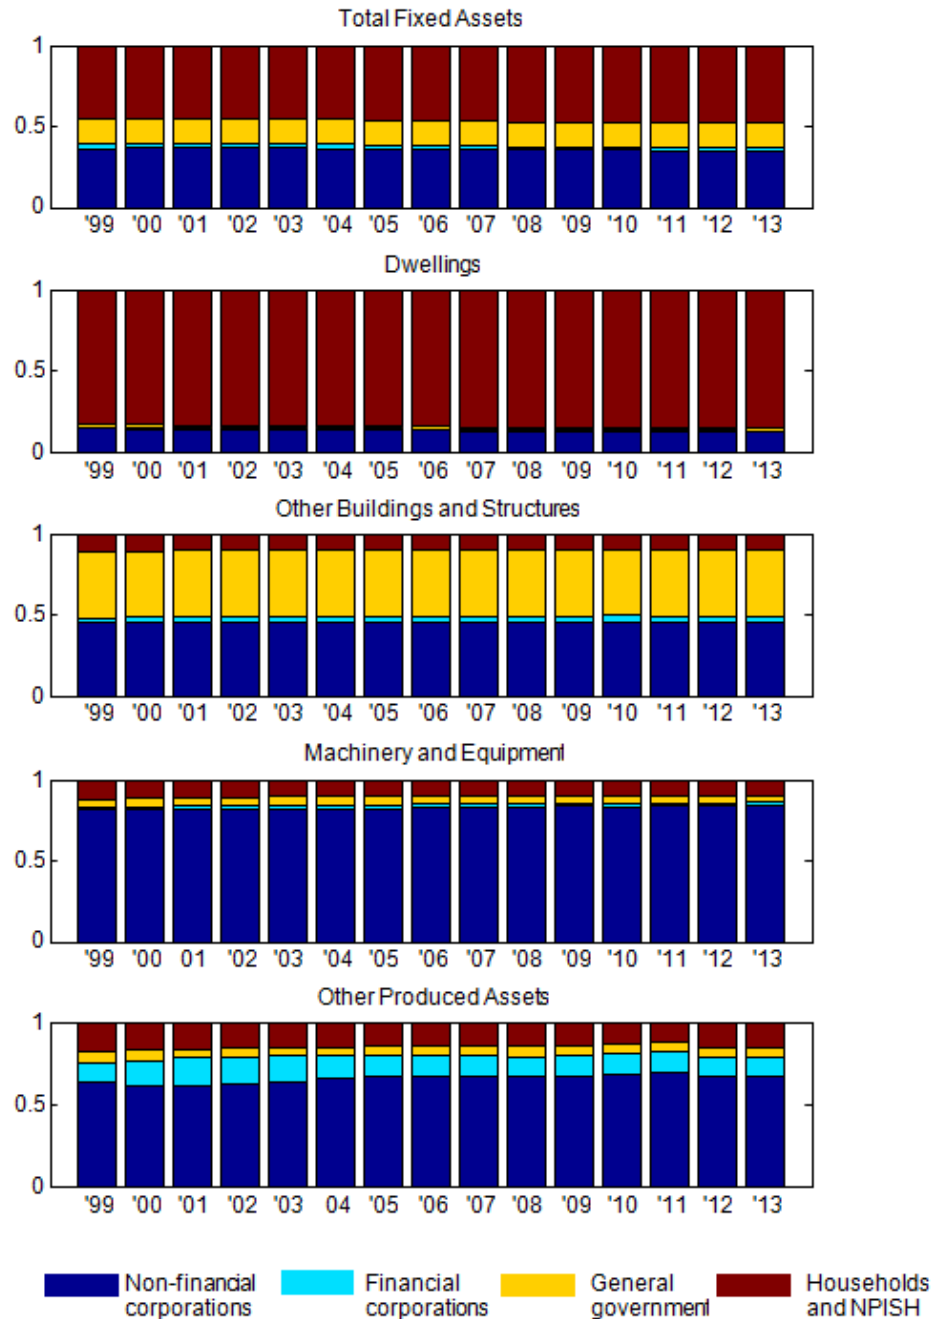 Total Fixed Assets
1
0.5
0
'99 '00 '01 '02 '03 '04 '05 '06 '07 '08 '09 '10 '11 '12 '13
Dwellings
1
0.5
0
'99 '00 '01 '02 '03 '04 '05 '06 '07 '08 '09 '10 '11 '12 '13
Other Buildings and Structures
1
0.5
0
'99 '00 '01 '02 '03 '04 '05 '06 '07 '08 '09 '10 '11 '12 '13
Machinery and Equipment
1
0.5
0
'99 '00 01 '02 '03 '04 '05 '06 '07 '08 '09 '10 '11 '12 '13
Other Produced Assets
1
0.5
0
'99 '00 '01 '02 '03 04 '05 '06 '07 '08 '09 '10 '11 '12 '13
Non-financial corporations
Financial corporations
General government
Households and NPISH